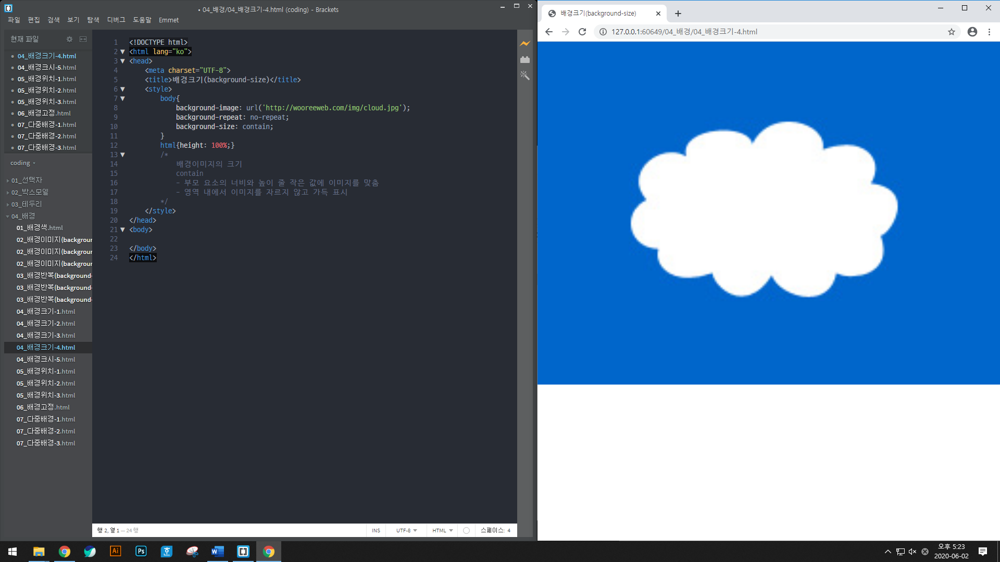 • 04_배경/04_배경크기-4.html (coding) - Brackets
파일 편집 검색 보기 탐색 디버그 도움말 Emmet
현재 파일
04_배경크기-4.html
04_배경크시-5.html
05_배경위치-1.html
05_배경위치-2.html
05_배경위치-3.html
06_배경고정.html
07_다중배경-1.html
07_다중배경-2.html
07_다중배경-3.html
coding
01_선택자
02_박스모델
03_테두리
04_배경
01_배경색.html
02_배경이미지(backgroun
02_배경이미지(backgroun
02_배경이미지(backgroun
03_배경반복(background-
03_배경반복(background-
03_배경반복(background-
04_배경크기-1.html
04_배경크기-2.html
04_배경크기-3.html
04_배경크기-4.html
04_배경크시-5.html
05_배경위치-1.html
05_배경위치-2.html
05_배경위치-3.html
06_배경고정.html
07_다중배경-1.html
07_다중배경-2.html
07_다중배경-3.html
1 <!DOCTYPE html>
2 <html lang="ko">
3 <head>
4 <meta charset="UTF-8">
5 <title>배경크기(background-size)</title>
6 <style>
7 body{
8 background-image: url('http://wooreeweb.com/img/cloud.jpg');
9 background-repeat: no-repeat;
10 background-size: contain;
11 }
12 html{height: 100%;}
13 /*
14 배경이미지의 크기
15 contain
16 - 부모 요소의 너비와 높이 줄 작은 값에 이미지를 맞춤
17 - 영역 내에서 이미지를 자르지 않고 가득 표시
18 */
19 </style>
20 </head>
21 <body>
22
23 </body>
24 </html>
행 2, 열 1 — 24 행
INS UTF-8 HTML 스페이스: 4
배경크기(background-size)
127.0.0.1:60649/04_배경/04_배경크기-4.html
Ai Ps 호 W
오후 5:23
2020-06-02